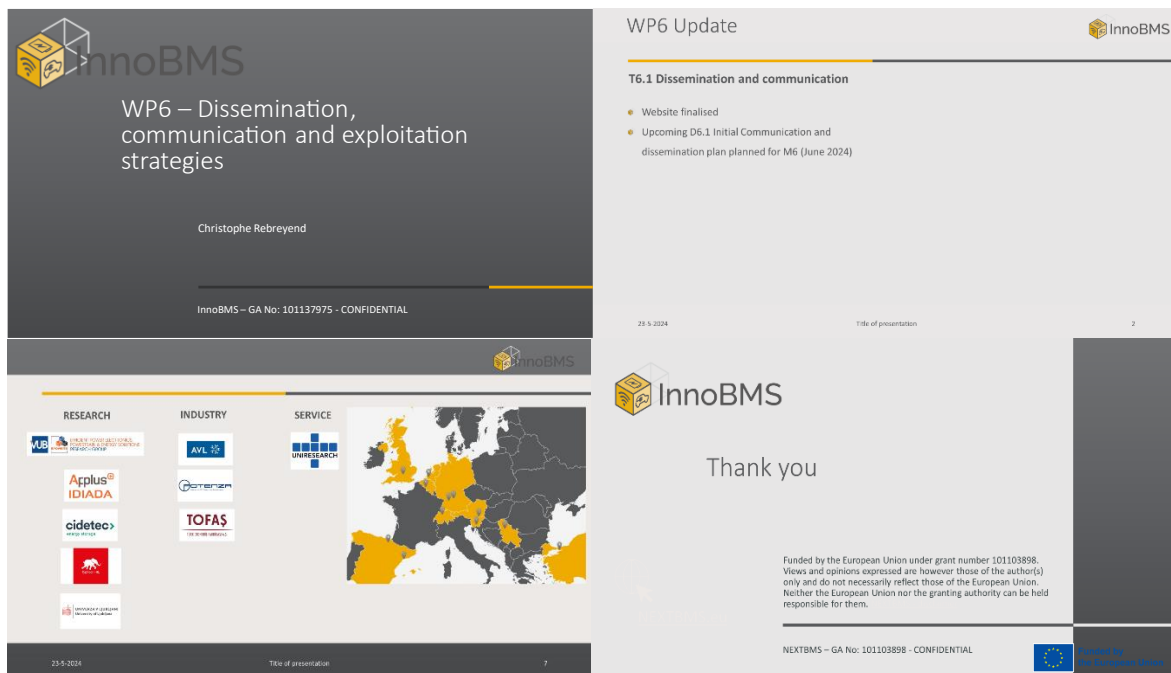 InnoBMS
WP6 – Dissemination,
communication and exploitation
strategies
Christophe Rebreyend
InnoBMS – GA No: 101137975 - CONFIDENTIAL
WP6 Update
InnoBMS
T6.1 Dissemination and communication
Website finalised
Upcoming D6.1 Initial Communication and
dissemination plan planned for M6 (June 2024)
23-5-2024
Title of presentation
2
InnoBMS
RESEARCH
INDUSTRY
SERVICE
VUB
AVL
UNIRESEARCH
Applus
IDIADA
POTENZA
cidetec>
energy storage
TOFAŞ
University of Ljubljana
23-5-2024
Title of presentation
7
InnoBMS
Thank you
Funded by the European Union under grant number 101103898.
Views and opinions expressed are however those of the author(s)
only and do not necessarily reflect those of the European Union.
Neither the European Union nor the granting authority can be held
responsible for them.
NEXTBMS – GA No: 101103898 - CONFIDENTIAL
Funded by
the European Union